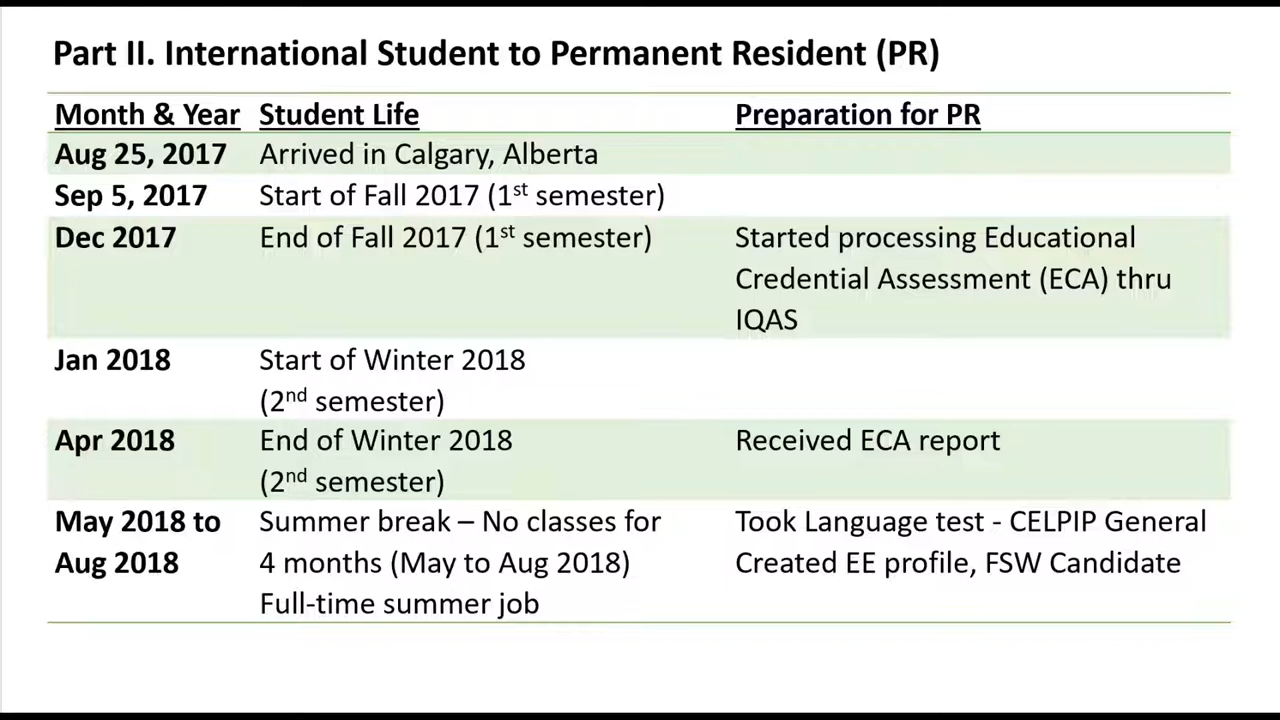 Part II. International Student to Permanent Resident (PR)
Month & Year Student Life Preparation for PR
Aug 25, 2017 Arrived in Calgary, Alberta
Sep 5, 2017 Start of Fall 2017 (1st semester)
Dec 2017 End of Fall 2017 (1st semester) Started processing Educational
Credential Assessment (ECA) thru
IQAS
Jan 2018 Start of Winter 2018
(2nd semester)
Apr 2018 End of Winter 2018 Received ECA report
(2nd semester)
May 2018 to Summer break – No classes for Took Language test - CELPIP General
Aug 2018 4 months (May to Aug 2018) Created EE profile, FSW Candidate
Full-time summer job